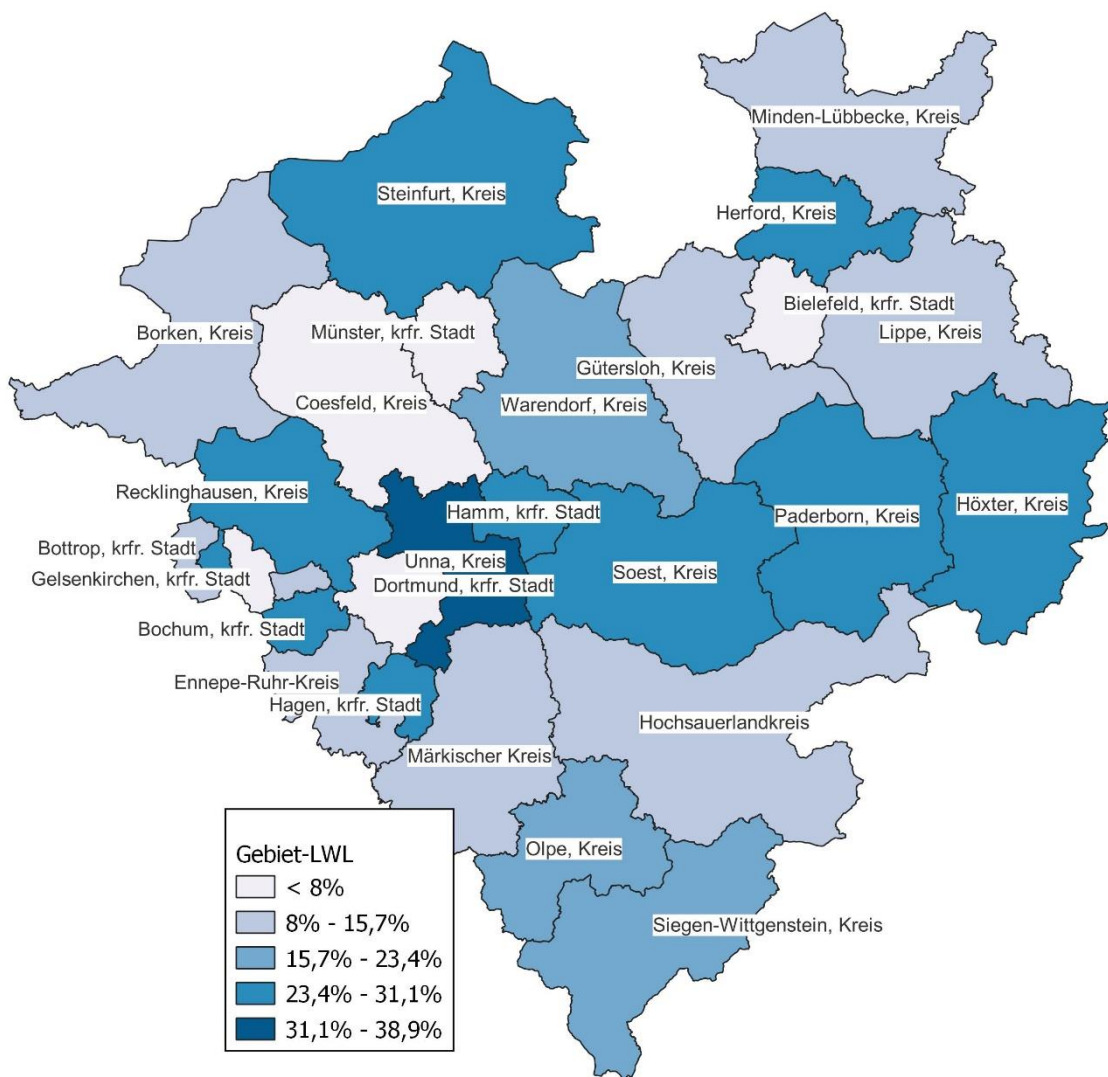 Minden-Lübbecke, Kreis
Steinfurt, Kreis
Herford, Kreis
Bielefeld, krfr. Stadt
Münster, krfr. Stadt
Borken, Kreis
Lippe, Kreis
Gütersloh, Kreis
Coesfeld, Kreis
Warendorf, Kreis
Recklinghausen, Kreis
Hamm, krfr. Stadt
Paderborn, Kreis
Höxter, Kreis
Bottrop, krfr. Stadt
Unna, Kreis
Gelsenkirchen, krfr. Stadt
Dortmund, krfr. Stadt
Soest, Kreis
Bochum, krfr. Stadt
Ennepe-Ruhr-Kreis
Hagen, krfr. Stadt
Hochsauerlandkreis
Märkischer Kreis
Olpe, Kreis
Siegen-Wittgenstein, Kreis
Gebiet-LWL
< 8%
8% - 15,7%
15,7% - 23,4%
23,4% - 31,1%
31,1% - 38,9%